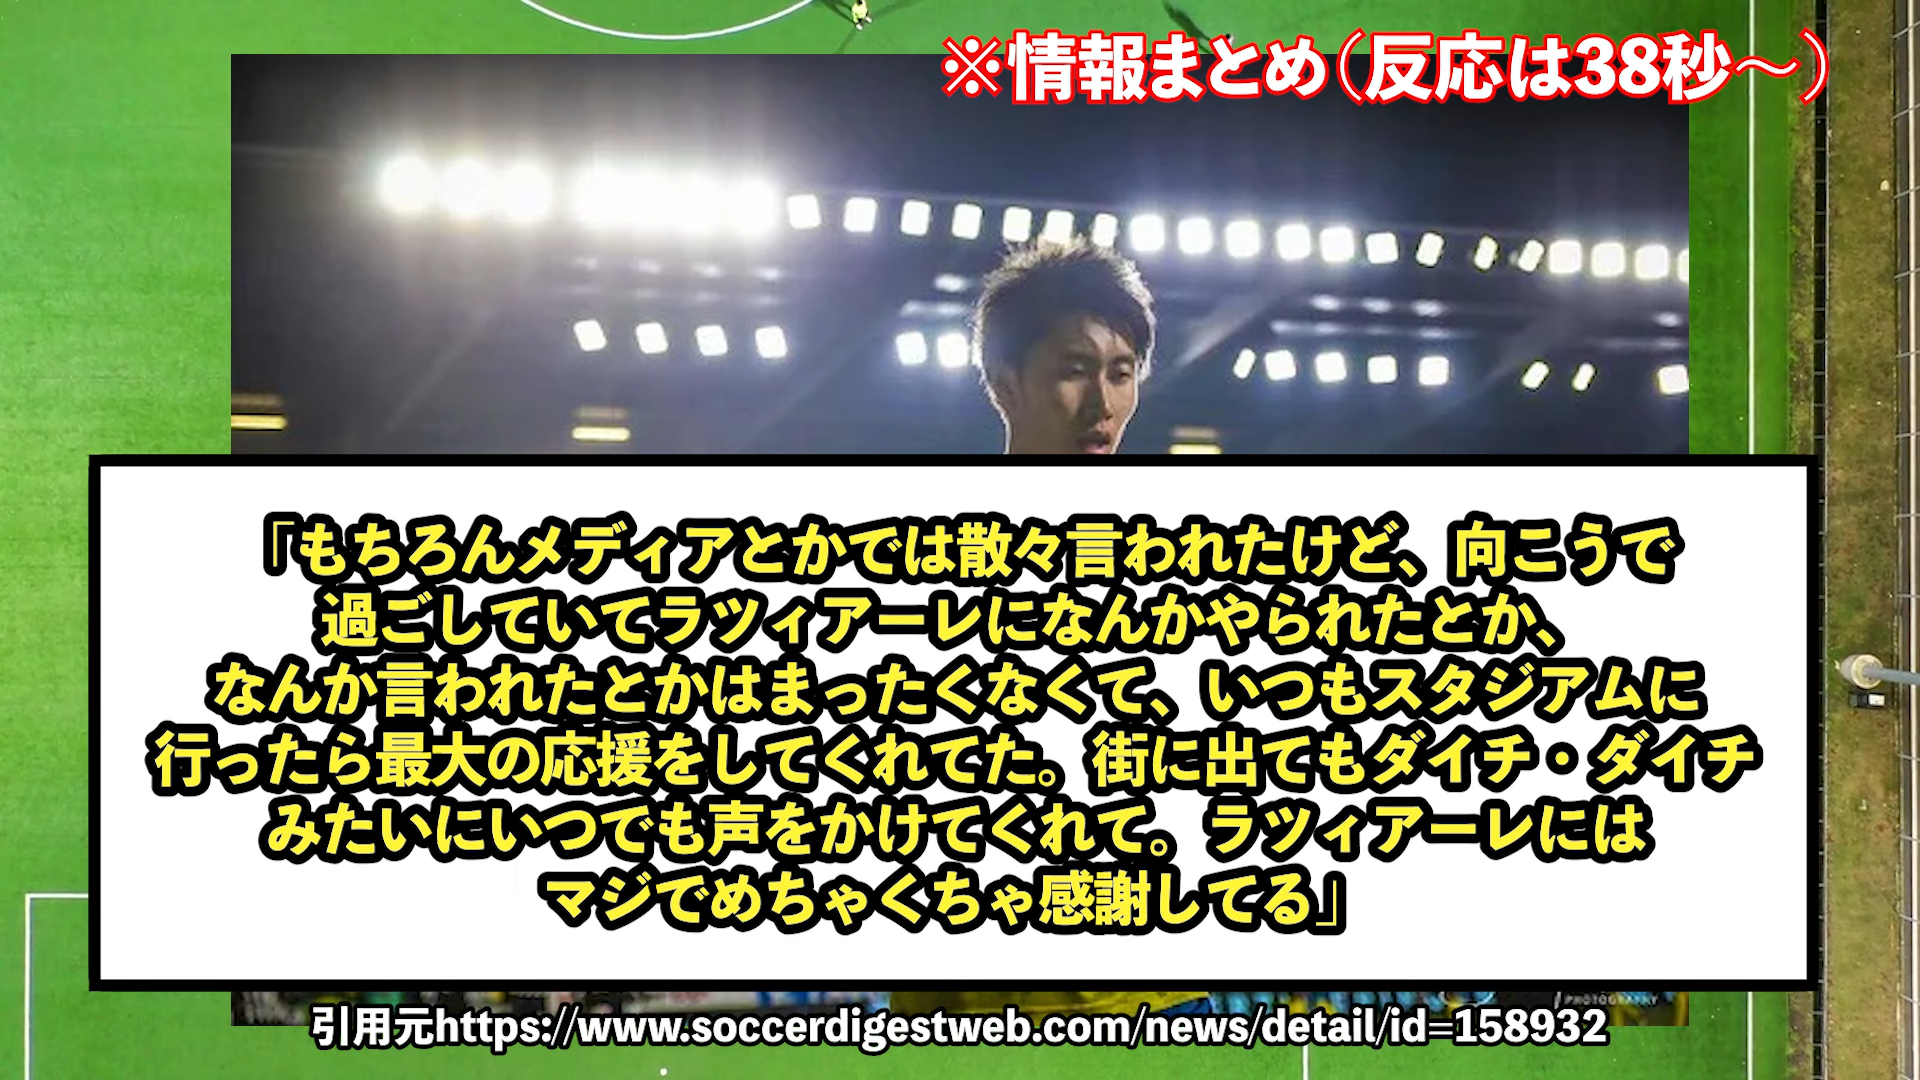 ※情報まとめ（反応は38秒～）
「もちろんメディアとかでは散々言われたけど、向こうで
過ごしていてラツィアーレになんかやられたとか、
なんか言われたとかはまったくなくて、いつもスタジアムに
行ったら最大の応援をしてくれてた。街に出てもダイチ・ダイチ
みたいにいつでも声をかけてくれて。ラツィアーレには
マジでめちゃくちゃ感謝してる」
PHOTOGRAPHY
引用元https://www.soccerdigestweb.com/news/detail/id=158932